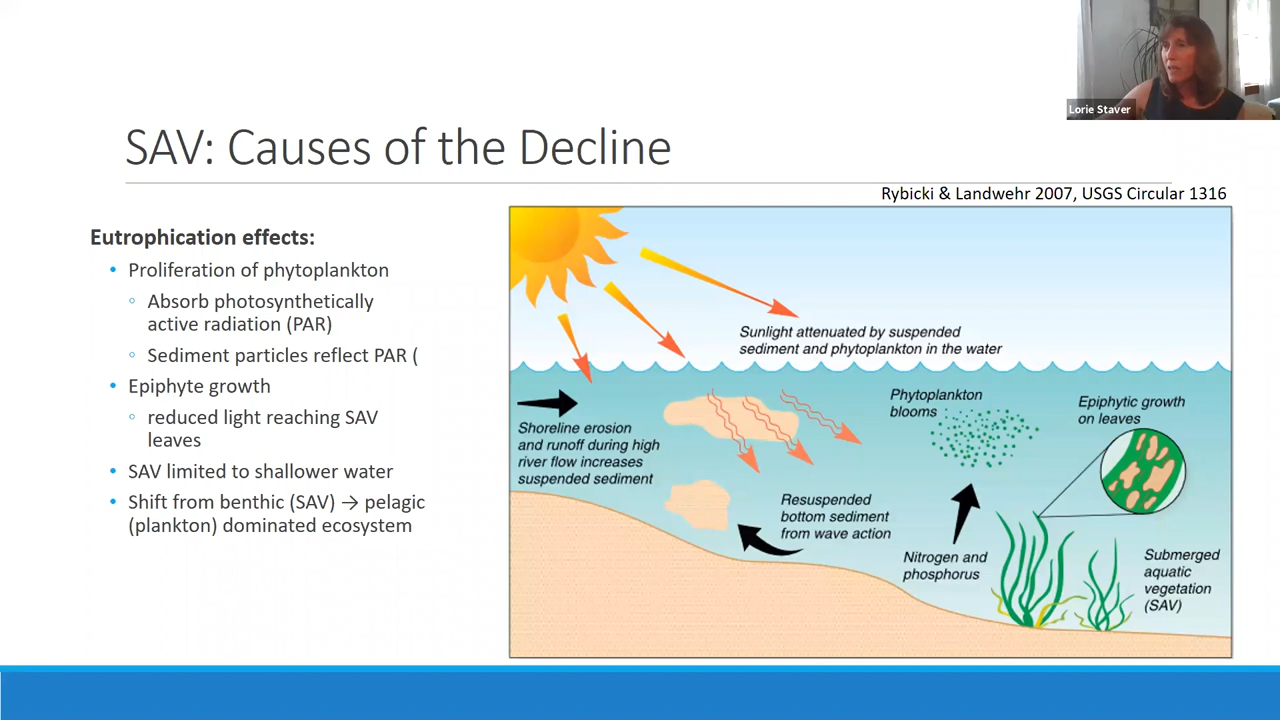 Lorie Staver
SAV: Causes of the Decline
Rybicki & Landwehr 2007, USGS Circular 1316
Eutrophication effects:
• Proliferation of phytoplankton
◦ Absorb photosynthetically
active radiation (PAR)
◦ Sediment particles reflect PAR (
• Epiphyte growth
◦ reduced light reaching SAV
leaves
• SAV limited to shallower water
• Shift from benthic (SAV) → pelagic
(plankton) dominated ecosystem
Sunlight attenuated by suspended
sediment and phytoplankton in the water
Shoreline erosion
and runoff during high
river flow increases
suspended sediment
Resuspended
bottom sediment
from wave action
Phytoplankton
blooms
Nitrogen and
phosphorus
Epiphytic growth
on leaves
Submerged
aquatic
vegetation
(SAV)